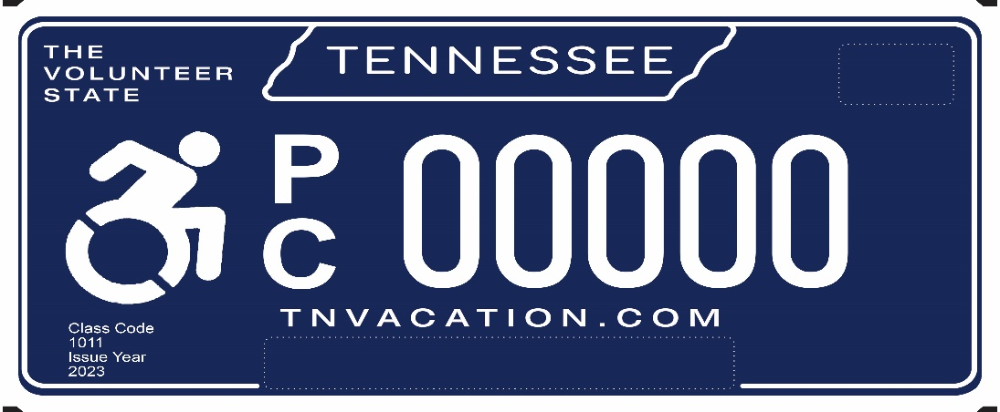 THE
VOLUNTEER
STATE
TENNESSEE
P
C
00000
TNVACATION.COM
Class Code
1011
Issue Year
2023